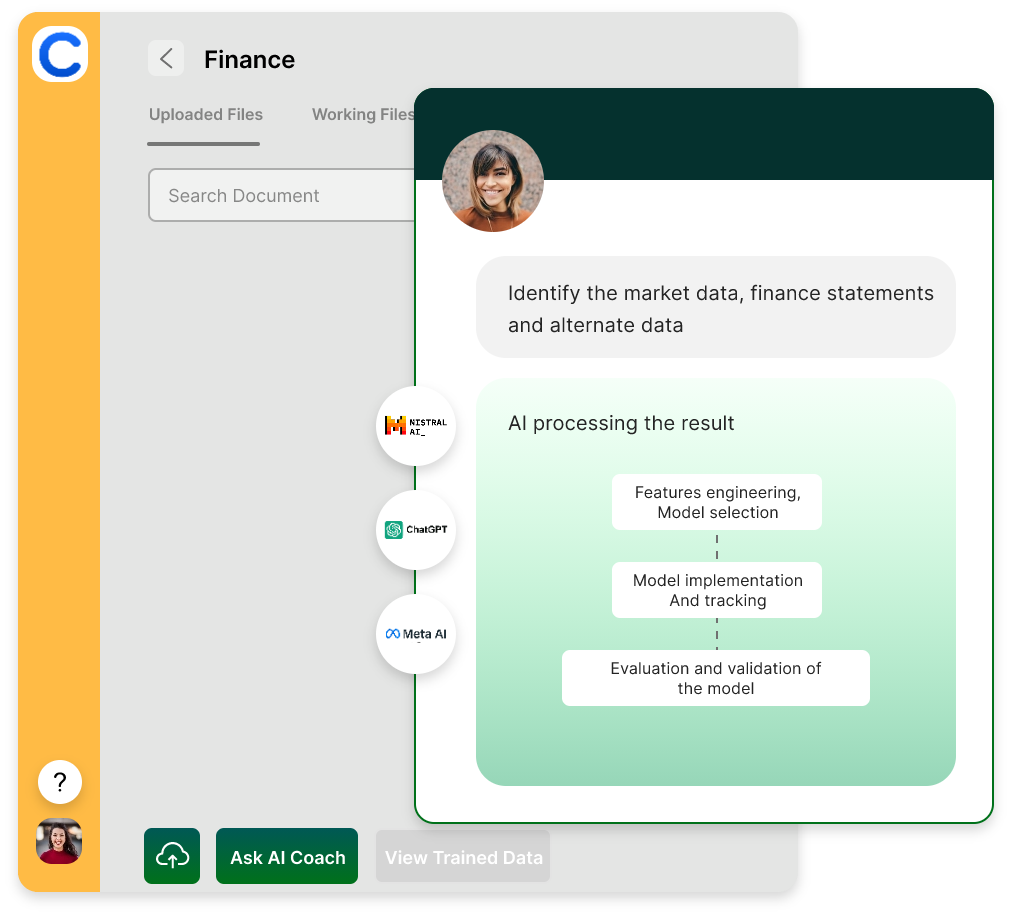 C
Finance
Uploaded Files
Working Files
Search Document
Identify the market data, finance statements
and alternate data
AI processing the result
Features engineering,
Model selection
Model implementation
And tracking
Evaluation and validation of
the model
MISTRAL
AI_
ChatGPT
Meta AI
?
Ask AI Coach
View Trained Data